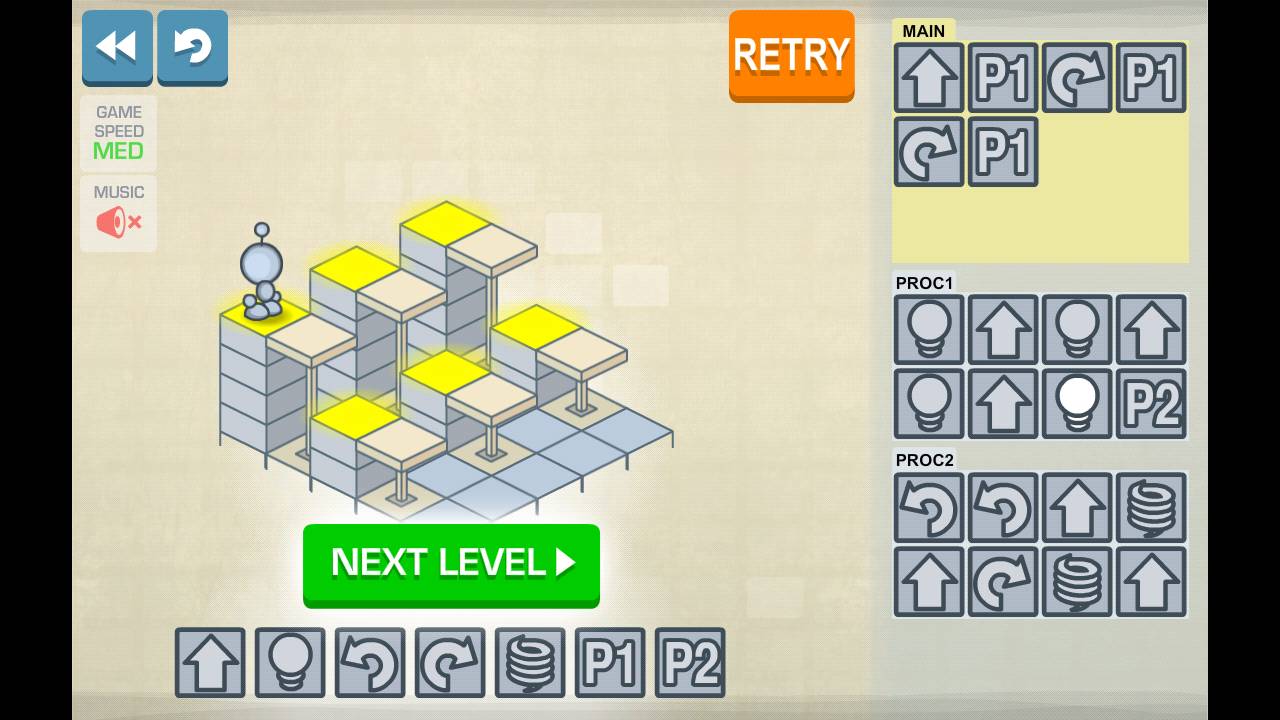 RETRY
GAME
SPEED
MED
MUSIC
MAIN
P1
P1
P1
PROC1
P2
PROC2
NEXT LEVEL
P1 P2